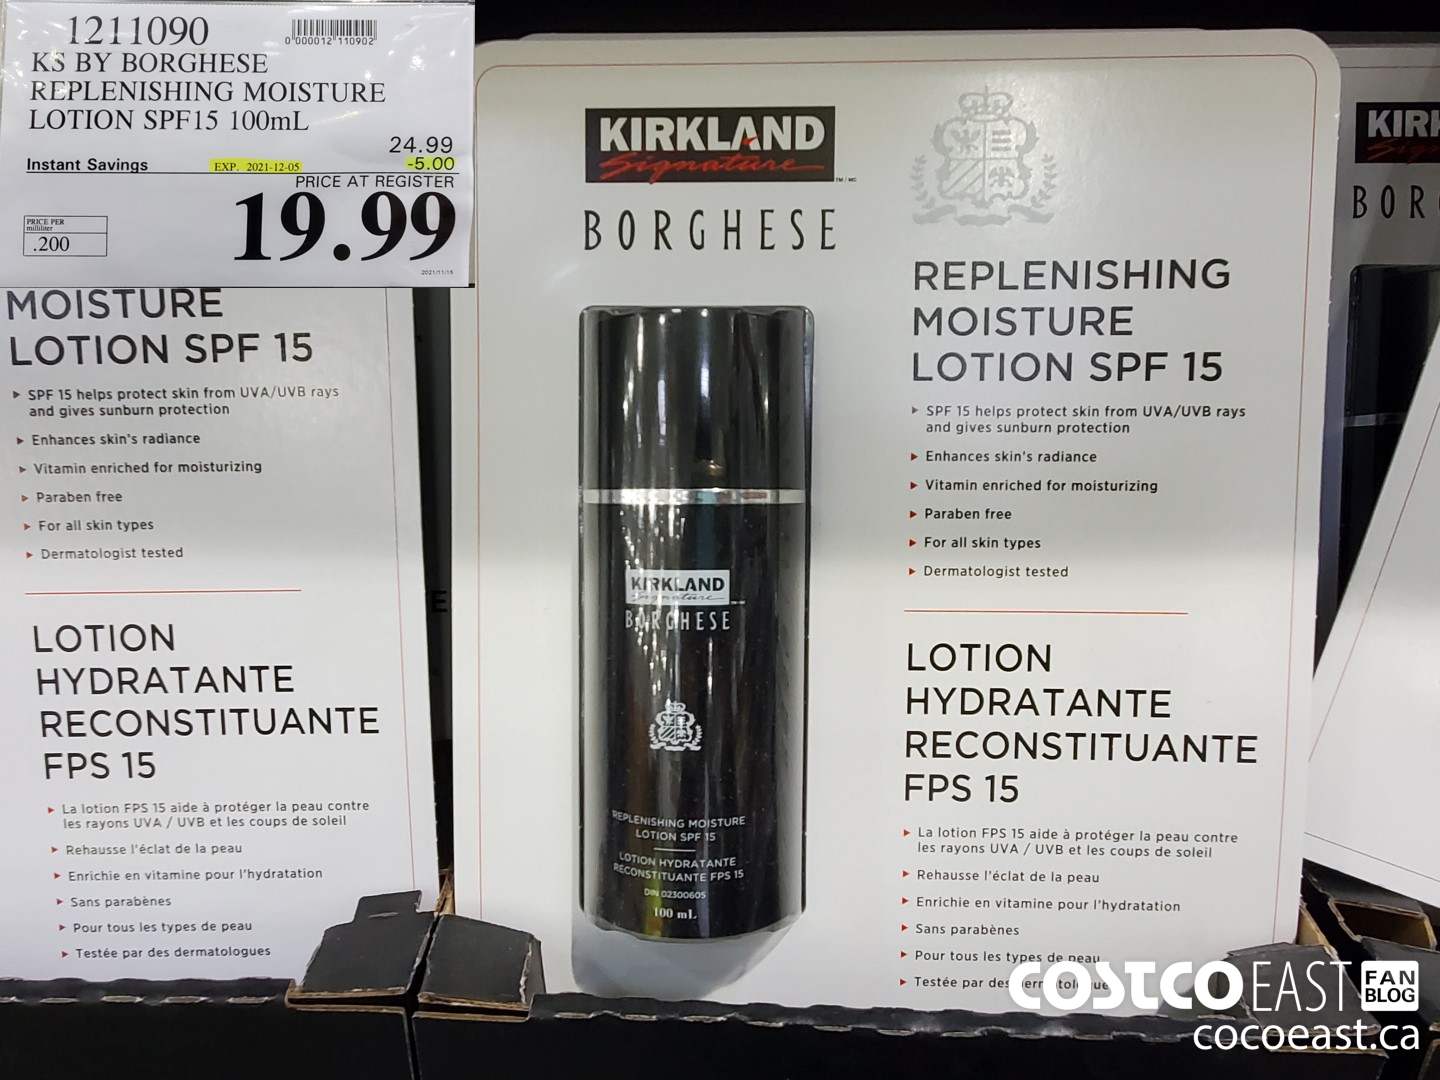 1211090
0"000012"110902"
KS BY BORGHESE
REPLENISHING MOISTURE
LOTION SPF15 100mL
24.99
Instant Savings EXP. 2021-12-05 -5.00
PRICE AT REGISTER
19.99
PRICE PER
milliliter
.200
2021/11/15
MOISTURE
LOTION SPF 15
▸ SPF 15 helps protect skin from UVA/UVB rays
and gives sunburn protection
▸ Enhances skin's radiance
▸ Vitamin enriched for moisturizing
▸ Paraben free
▸ For all skin types
▸ Dermatologist tested
LOTION
HYDRATANTE
RECONSTITUANTE
FPS 15
▸ La lotion FPS 15 aide à protéger la peau contre
les rayons UVA / UVB et les coups de soleil
▸ Rehausse l'éclat de la peau
▸ Enrichie en vitamine pour l'hydratation
▸ Sans parabènes
▸ Pour tous les types de peau
▸ Testée par des dermatologues
E
KIRKLAND
Signature
TM / MC
BORGHESE
KIRKLAND
Signature
BORGHESE
REPLENISHING MOISTURE
LOTION SPF 15
LOTION HYDRATANTE
RECONSTITUANTE FPS 15
DIN 02300605
100 mL
REPLENISHING
MOISTURE
LOTION SPF 15
▸ SPF 15 helps protect skin from UVA/UVB rays
and gives sunburn protection
▸ Enhances skin's radiance
▸ Vitamin enriched for moisturizing
▸ Paraben free
▸ For all skin types
▸ Dermatologist tested
LOTION
HYDRATANTE
RECONSTITUANTE
FPS 15
▸ La lotion FPS 15 aide à protéger la peau contre
les rayons UVA / UVB et les coups de soleil
▸ Rehausse l'éclat de la peau
▸ Enrichie en vitamine pour l'hydratation
▸ Sans parabènes
▸ Pour tous les types de peau
▸ Testée par des dermatologues
KIRK
BORG
COSTCO EAST FAN
BLOG
cocoeast.ca